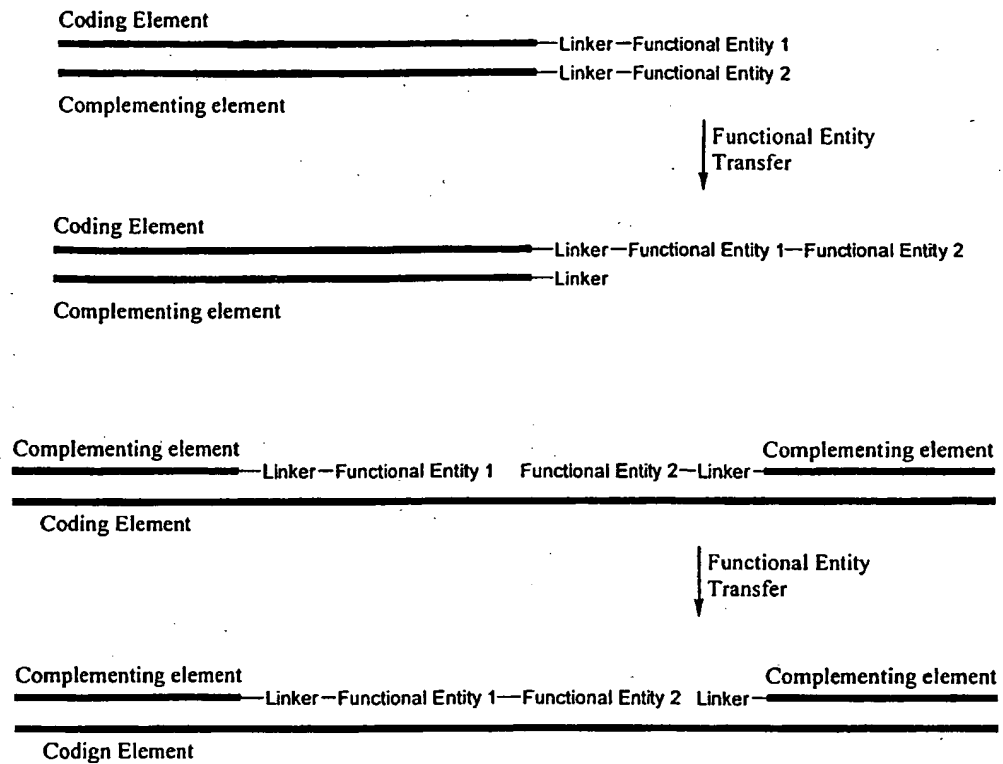 Coding Element
Linker—Functional Entity 1
Linker—Functional Entity 2
Complementing element
Functional Entity
Transfer
Coding Element
Linker—Functional Entity 1—Functional Entity 2
Linker
Complementing element
Complementing element Complementing element
Linker—Functional Entity 1 Functional Entity 2—Linker
Coding Element
Functional Entity
Transfer
Complementing element Complementing element
Linker—Functional Entity 1—Functional Entity 2 Linker
Codign Element